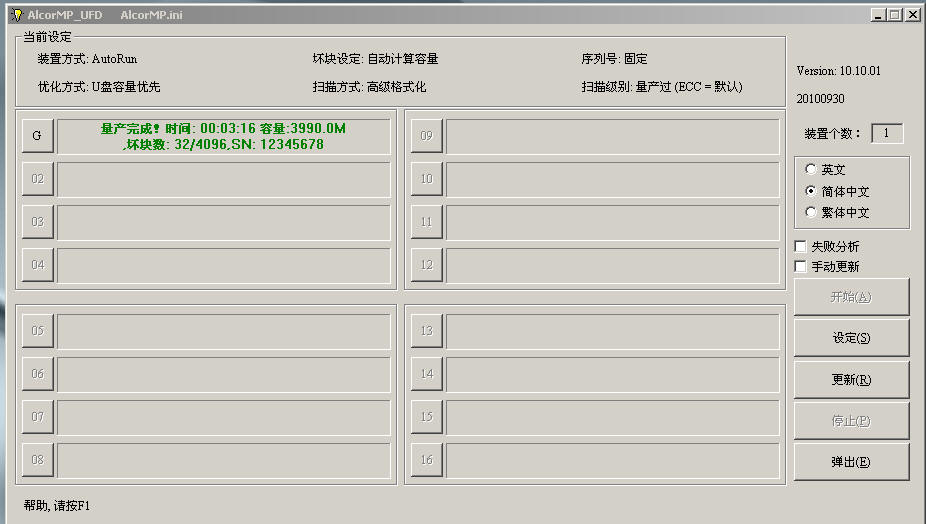 AlcorMP_UFD AlcorMP.ini
当前设定
装置方式: AutoRun 坏块设定: 自动计算容量 序列号: 固定
优化方式: U盘容量优先 扫描方式: 高级格式化 扫描级别: 量产过 (ECC = 默认)
Version: 10.10.01
20100930
装置个数： 1
G 量产完成! 时间: 00:03:16 容量:3990.0M
,坏块数: 32/4096,SN: 12345678
02
03
04
09
10
11
12
05
06
07
08
13
14
15
16
英文
简体中文
繁体中文
失败分析
手动更新
开始(A)
设定(S)
更新(R)
停止(P)
弹出(E)
帮助, 请按F1